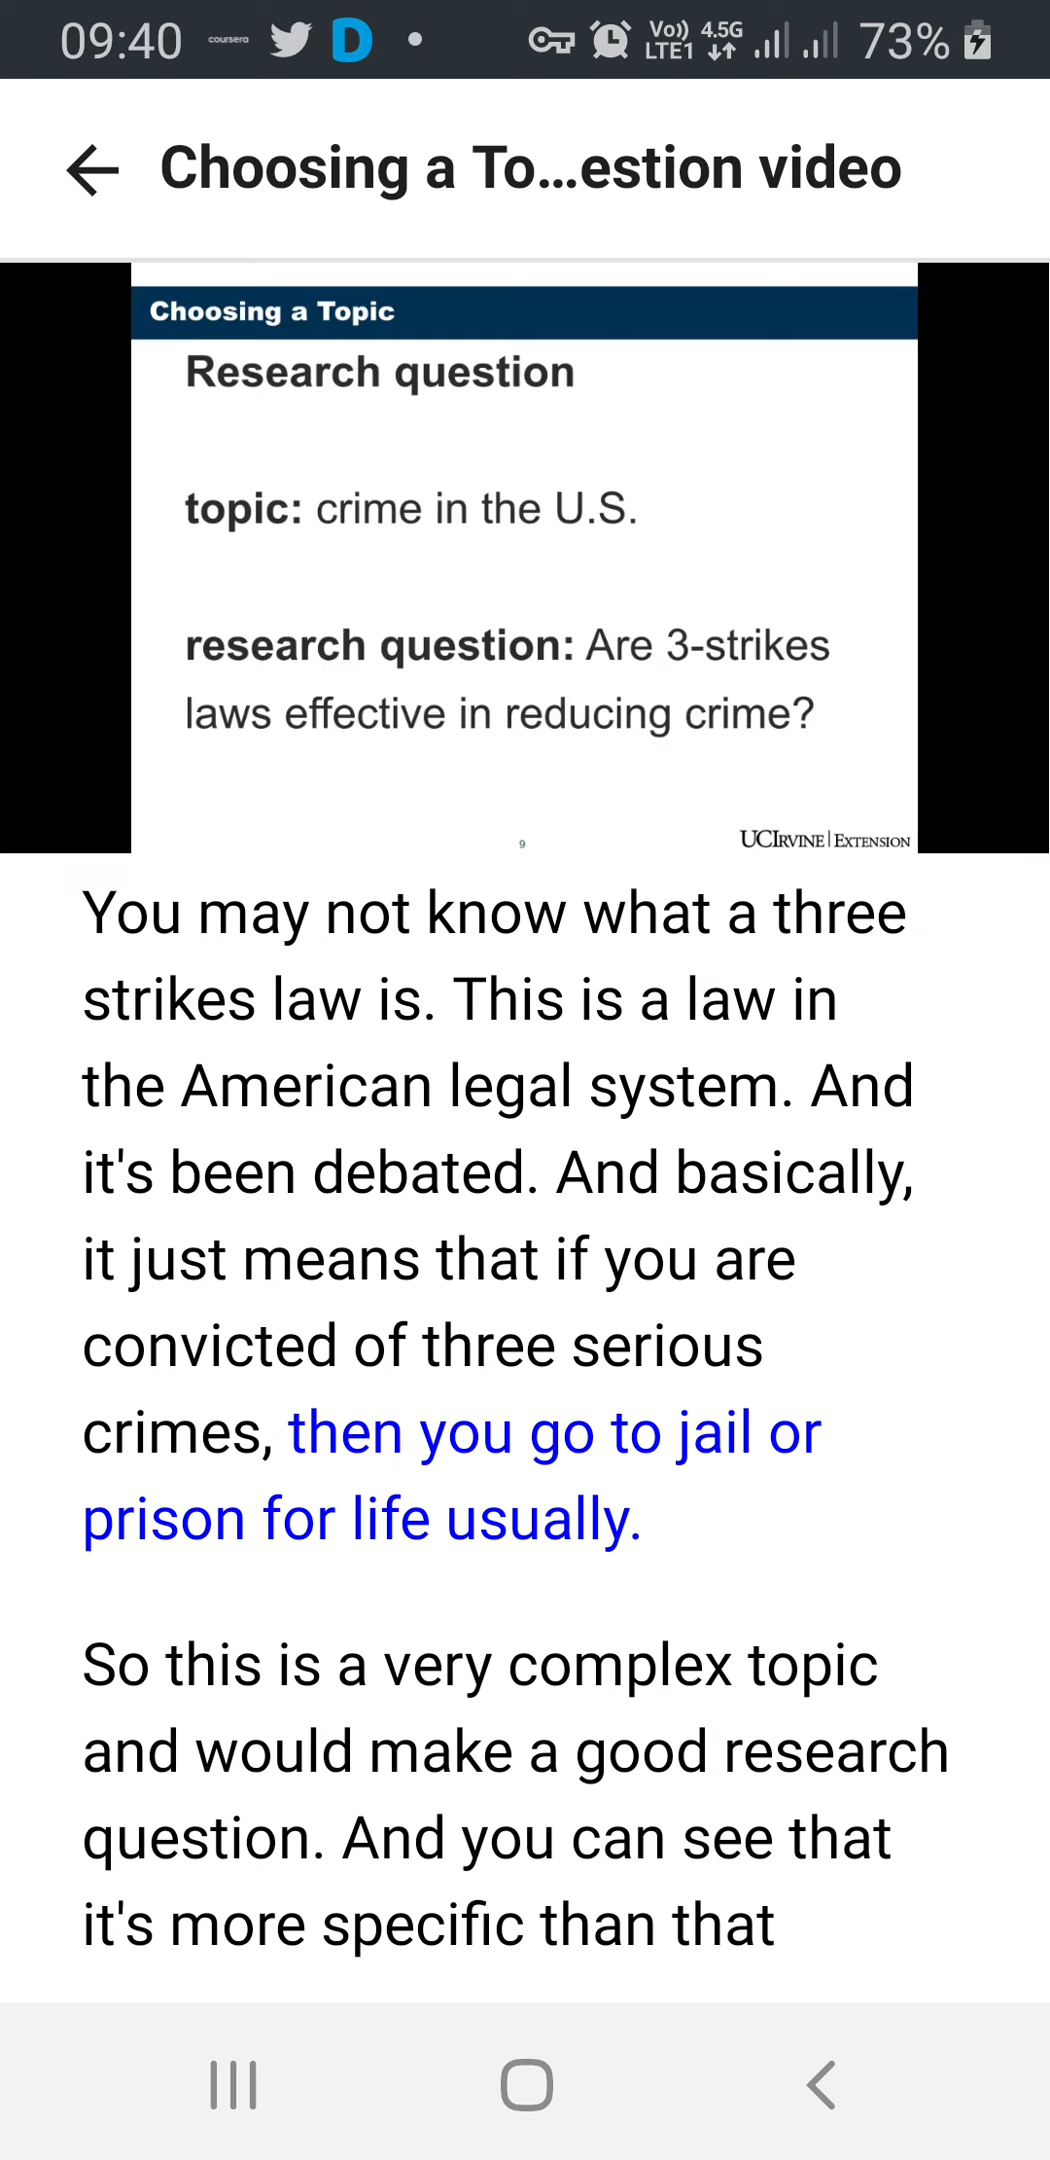 09:40 coursera D Vo)) LTE1 4.5G 73%
Choosing a To...estion video
Choosing a Topic
Research question
topic: crime in the U.S.
research question: Are 3-strikes
laws effective in reducing crime?
9 UCIRVINE | EXTENSION
You may not know what a three
strikes law is. This is a law in
the American legal system. And
it's been debated. And basically,
it just means that if you are
convicted of three serious
crimes, then you go to jail or
prison for life usually.
So this is a very complex topic
and would make a good research
question. And you can see that
it's more specific than that